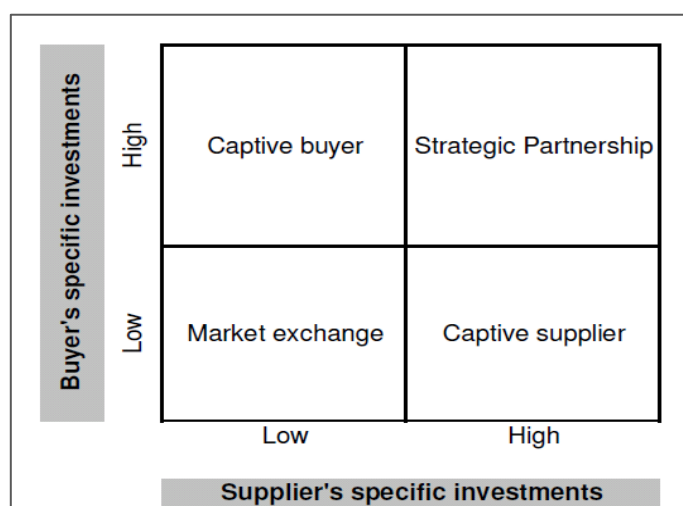 Buyer's specific investments
High
Captive buyer
Strategic Partnership
Low
Market exchange
Captive supplier
Low
High
Supplier's specific investments